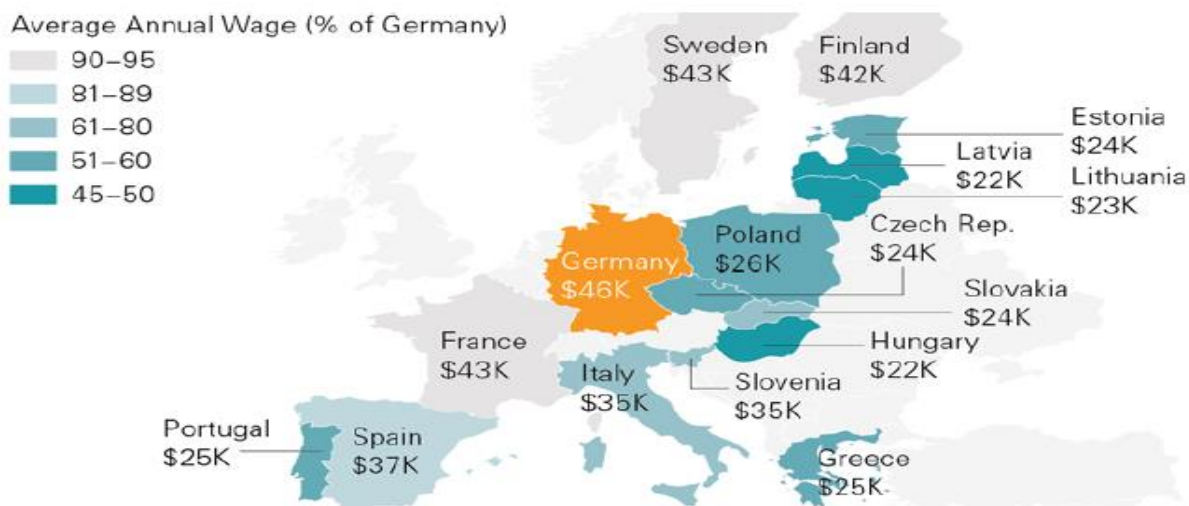 Average Annual Wage (% of Germany)
90–95
81–89
61–80
51–60
45–50
Sweden
$43K
Finland
$42K
Estonia
$24K
Latvia
$22K
Lithuania
$23K
Czech Rep.
$24K
Poland
$26K
Germany
$46K
Slovakia
$24K
France
$43K
Hungary
$22K
Italy
$35K
Slovenia
$35K
Portugal
$25K
Spain
$37K
Greece
$25K